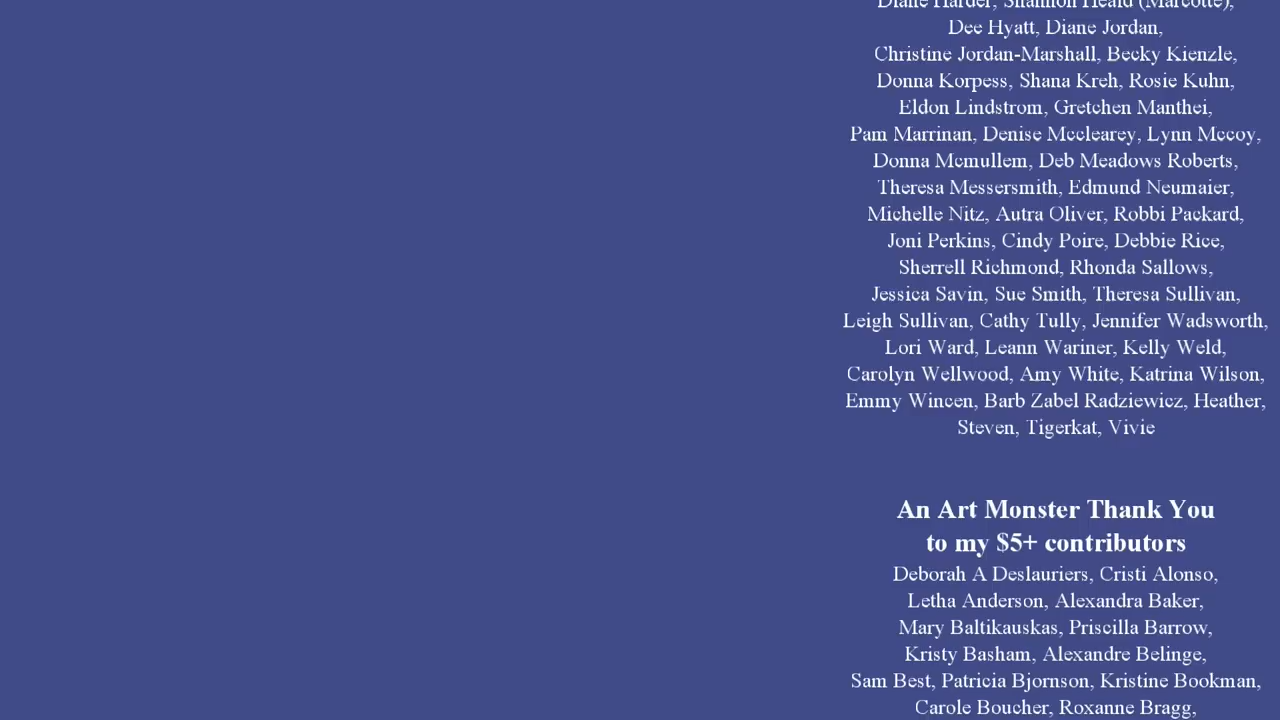 Diane Harder, Shannon Heald (Marcotte),
Dee Hyatt, Diane Jordan,
Christine Jordan-Marshall, Becky Kienzle,
Donna Korpess, Shana Kreh, Rosie Kuhn,
Eldon Lindstrom, Gretchen Manthei,
Pam Marrinan, Denise Mcclearey, Lynn Mccoy,
Donna Mcmullem, Deb Meadows Roberts,
Theresa Messersmith, Edmund Neumaier,
Michelle Nitz, Autra Oliver, Robbi Packard,
Joni Perkins, Cindy Poire, Debbie Rice,
Sherrell Richmond, Rhonda Sallows,
Jessica Savin, Sue Smith, Theresa Sullivan,
Leigh Sullivan, Cathy Tully, Jennifer Wadsworth,
Lori Ward, Leann Wariner, Kelly Weld,
Carolyn Wellwood, Amy White, Katrina Wilson,
Emmy Wincen, Barb Zabel Radziewicz, Heather,
Steven, Tigerkat, Vivie
An Art Monster Thank You
to my $5+ contributors
Deborah A Deslauriers, Cristi Alonso,
Letha Anderson, Alexandra Baker,
Mary Baltikauskas, Priscilla Barrow,
Kristy Basham, Alexandre Belinge,
Sam Best, Patricia Bjornson, Kristine Bookman,
Carole Boucher, Roxanne Bragg,